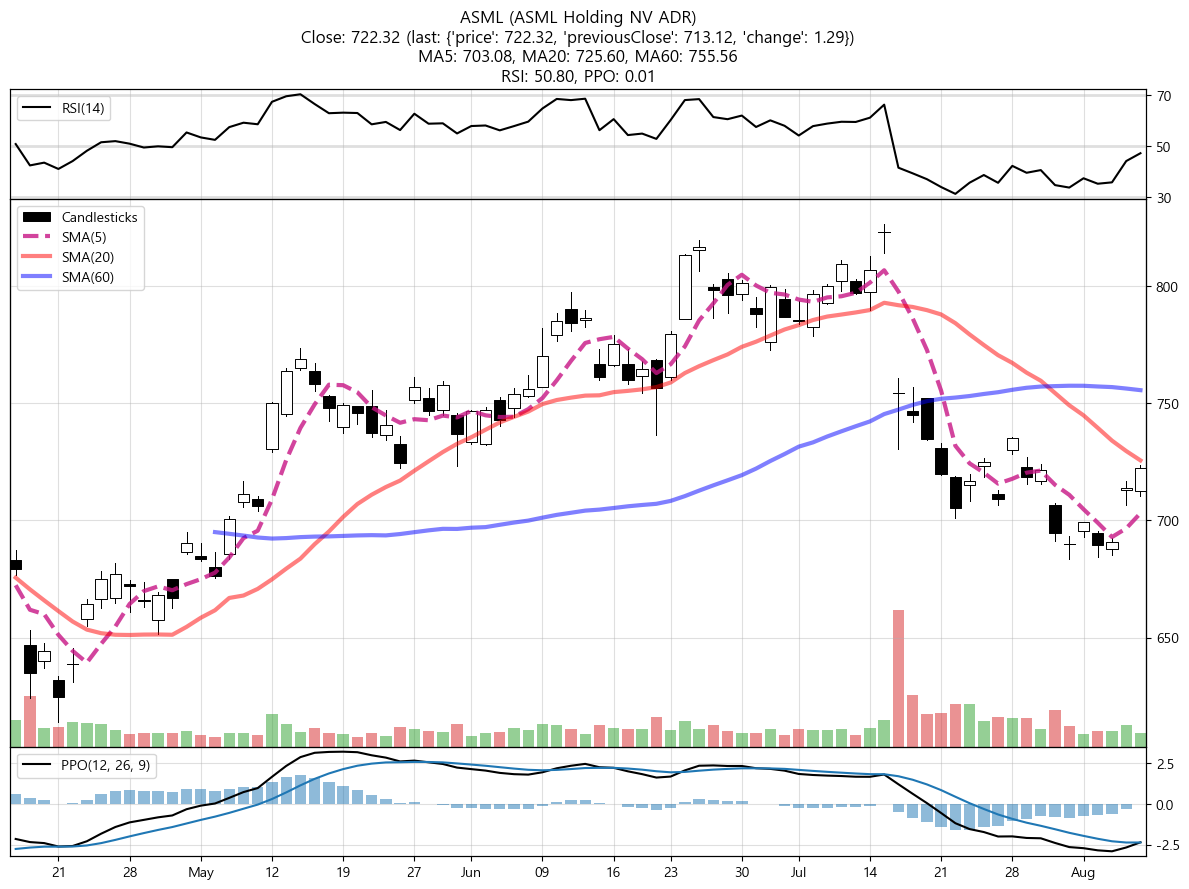 ASML (ASML Holding NV ADR)
Close: 722.32 (last: {'price': 722.32, 'previousClose': 713.12, 'change': 1.29})
MA5: 703.08, MA20: 725.60, MA60: 755.56
RSI: 50.80, PPO: 0.01
RSI(14)
70
50
30
Candlesticks
SMA(5)
SMA(20)
SMA(60)
800
750
700
650
PPO(12, 26, 9)
2.5
0.0
−2.5
21 28 May 12 19 27 Jun 09 16 23 30 Jul 14 21 28 Aug